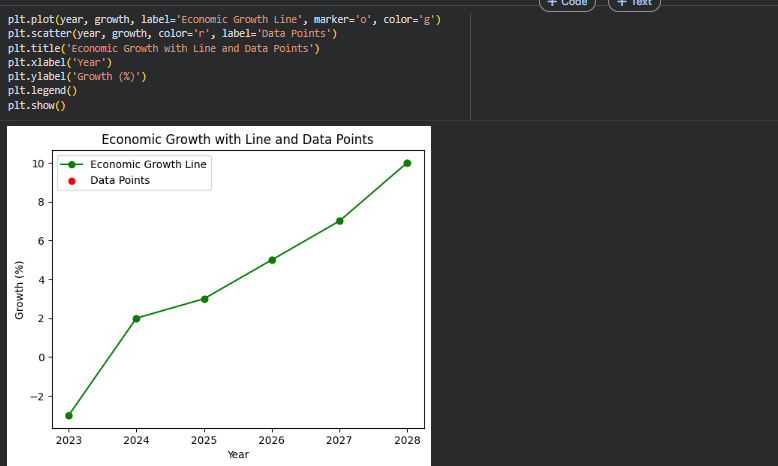 + Code + Text
plt.plot(year, growth, label='Economic Growth Line', marker='o', color='g')
plt.scatter(year, growth, color='r', label='Data Points')
plt.title('Economic Growth with Line and Data Points')
plt.xlabel('Year')
plt.ylabel('Growth (%)')
plt.legend()
plt.show()
Economic Growth with Line and Data Points
Economic Growth Line
Data Points
10
8
6
4
2
0
−2
Growth (%)
2023 2024 2025 2026 2027 2028
Year